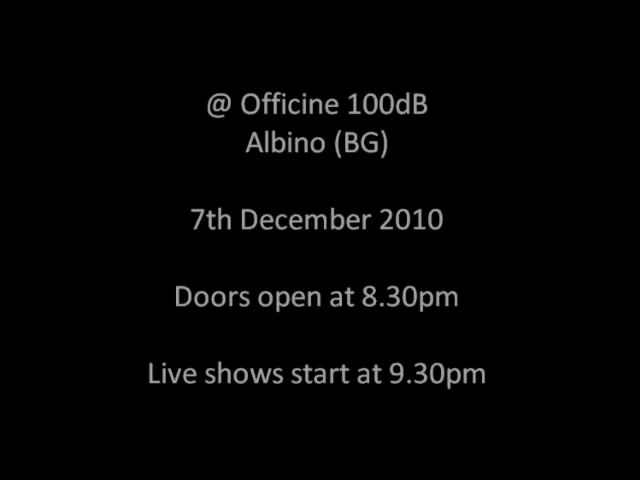 @ Officine 100dB
Albino (BG)
7th December 2010
Doors open at 8.30pm
Live shows start at 9.30pm